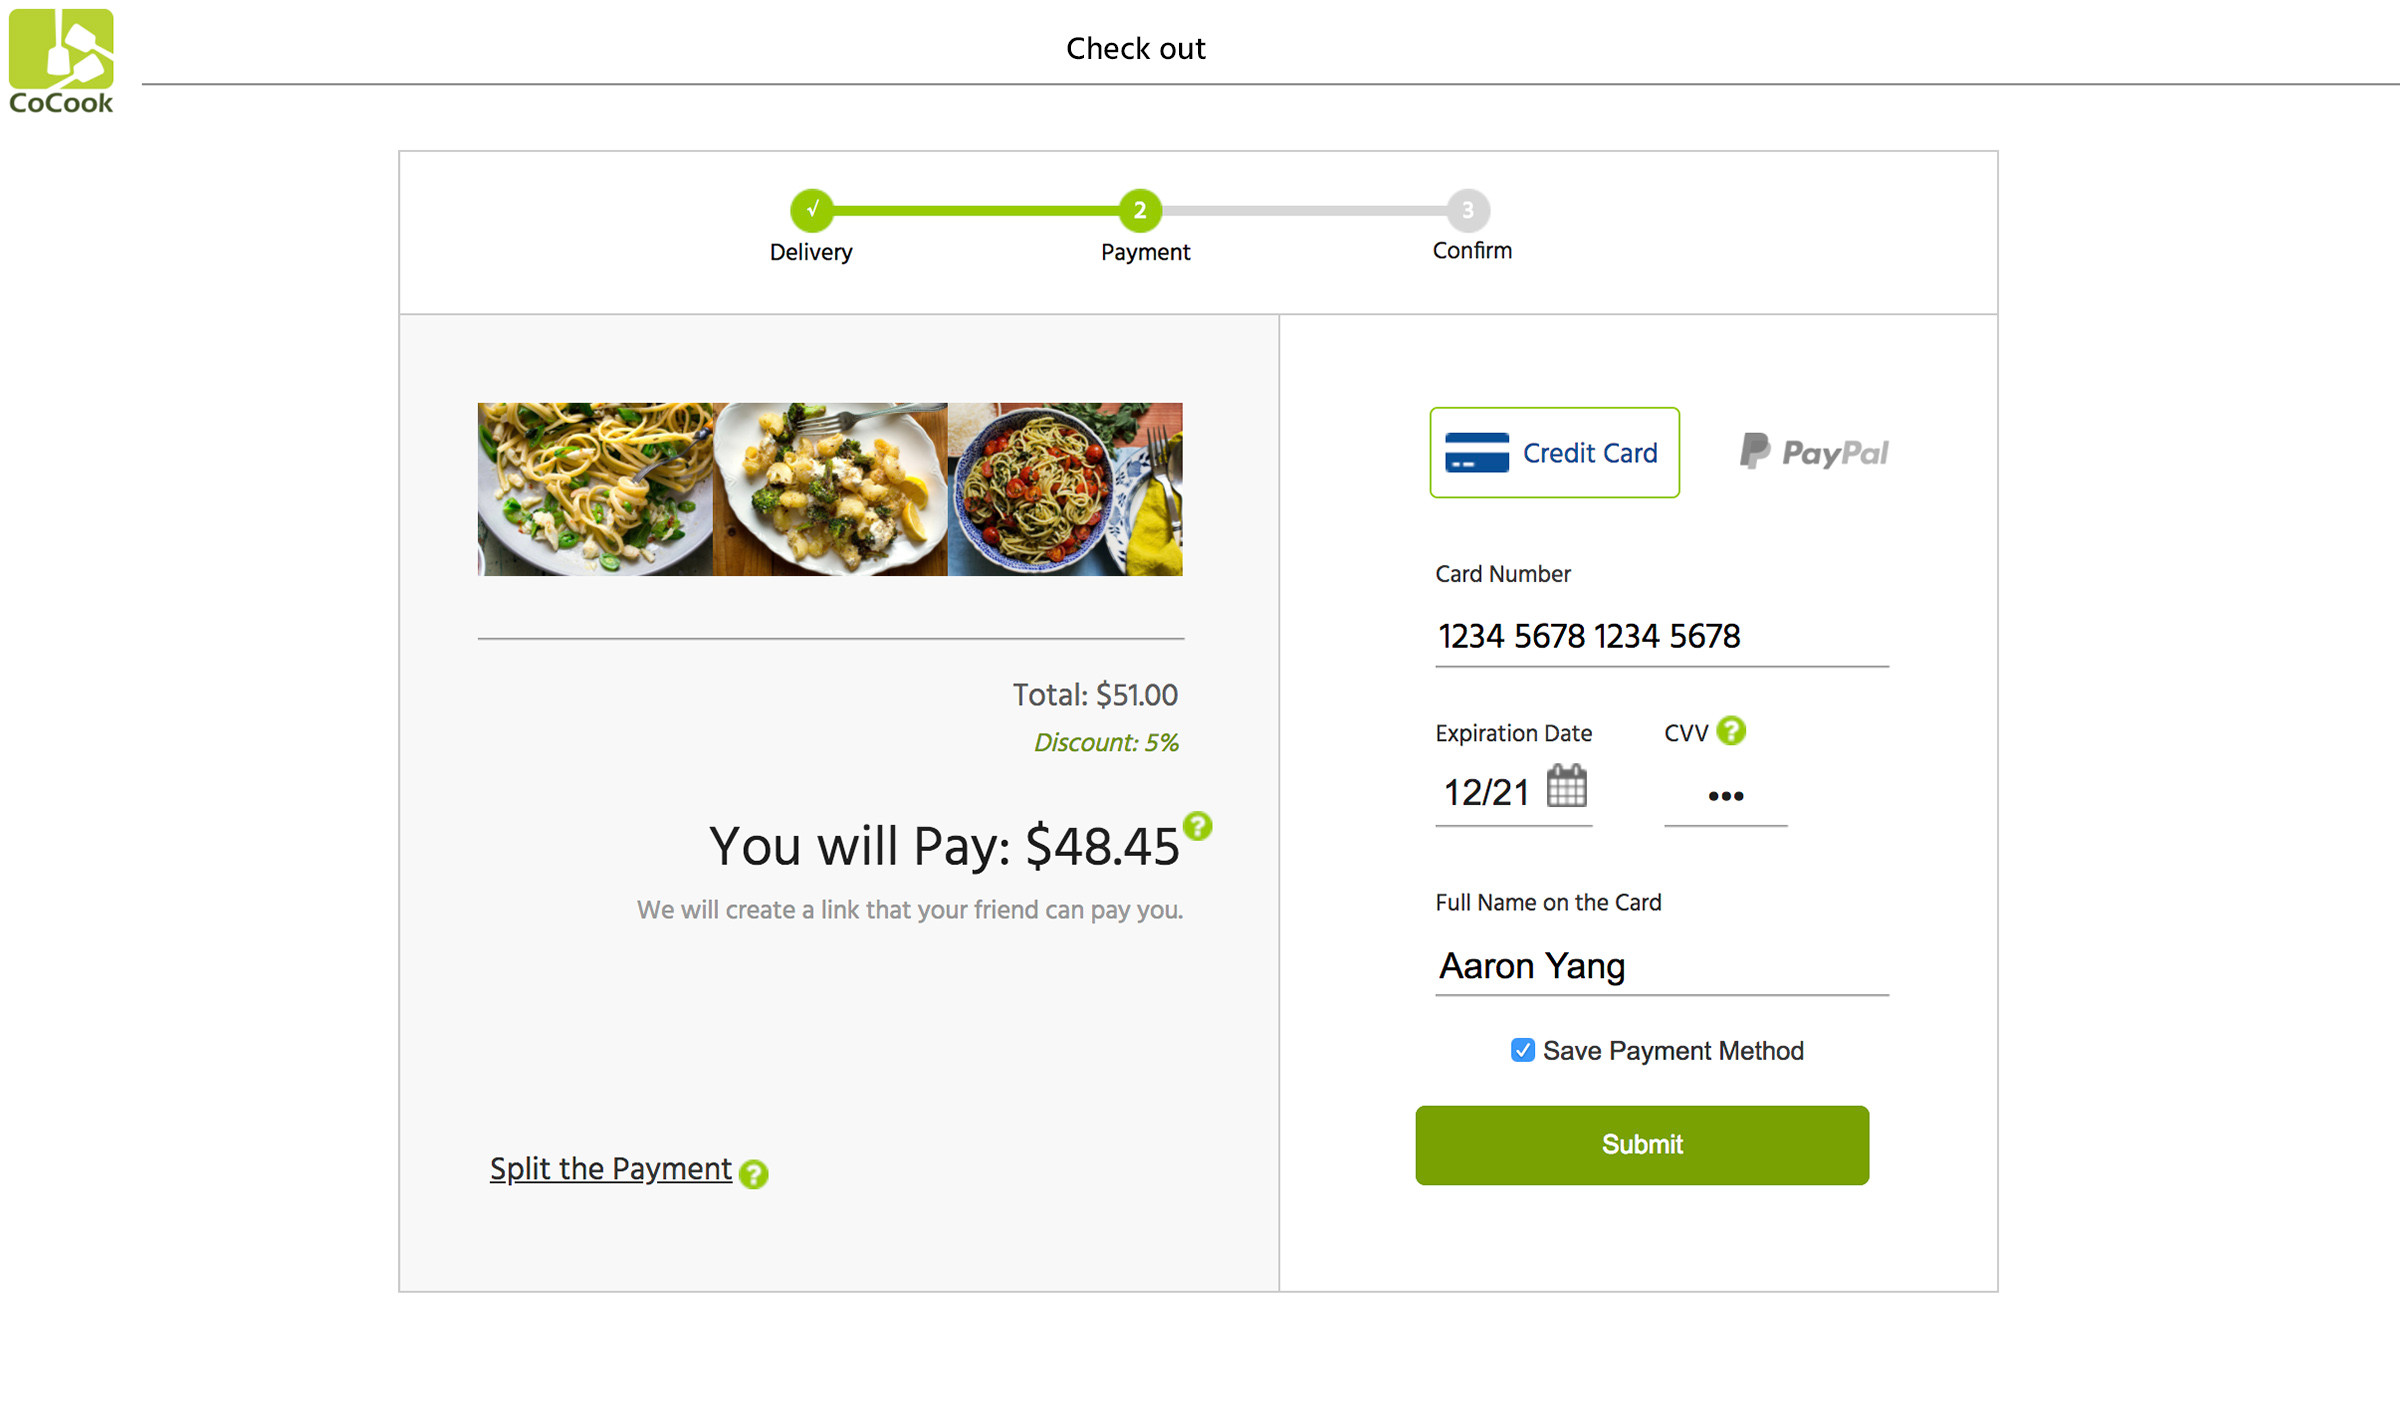 CoCook
Check out
√ 2 3
Delivery Payment Confirm
Total: $51.00
Discount: 5%
You will Pay: $48.45 ?
We will create a link that your friend can pay you.
Split the Payment ?
Credit Card PayPal
Card Number
1234 5678 1234 5678
Expiration Date CVV ?
12/21 •••
Full Name on the Card
Aaron Yang
Save Payment Method
Submit